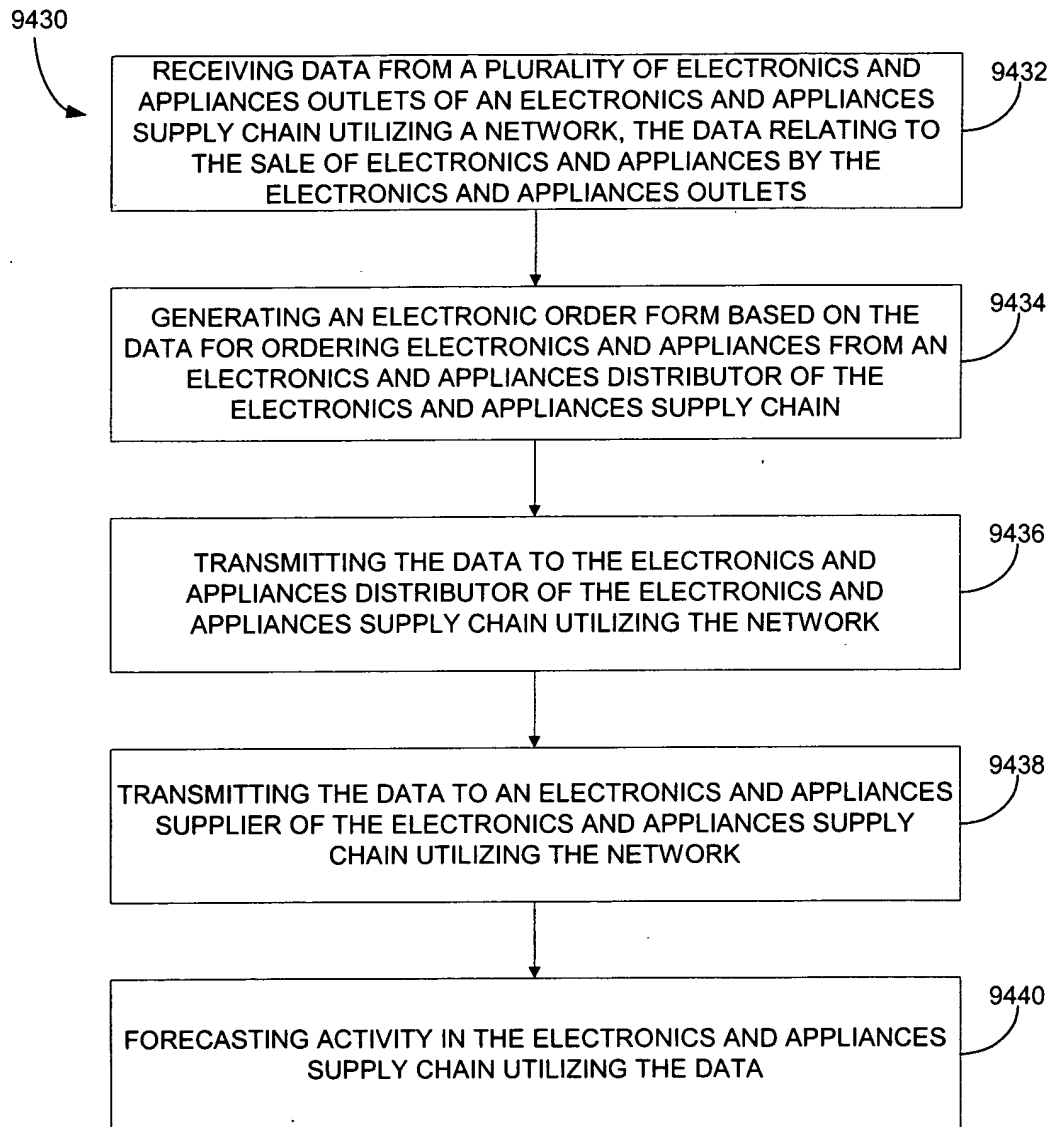 9430
RECEIVING DATA FROM A PLURALITY OF ELECTRONICS AND
APPLIANCES OUTLETS OF AN ELECTRONICS AND APPLIANCES
SUPPLY CHAIN UTILIZING A NETWORK, THE DATA RELATING TO
THE SALE OF ELECTRONICS AND APPLIANCES BY THE
ELECTRONICS AND APPLIANCES OUTLETS
9432
GENERATING AN ELECTRONIC ORDER FORM BASED ON THE
DATA FOR ORDERING ELECTRONICS AND APPLIANCES FROM AN
ELECTRONICS AND APPLIANCES DISTRIBUTOR OF THE
ELECTRONICS AND APPLIANCES SUPPLY CHAIN
9434
TRANSMITTING THE DATA TO THE ELECTRONICS AND
APPLIANCES DISTRIBUTOR OF THE ELECTRONICS AND
APPLIANCES SUPPLY CHAIN UTILIZING THE NETWORK
9436
TRANSMITTING THE DATA TO AN ELECTRONICS AND APPLIANCES
SUPPLIER OF THE ELECTRONICS AND APPLIANCES SUPPLY
CHAIN UTILIZING THE NETWORK
9438
FORECASTING ACTIVITY IN THE ELECTRONICS AND APPLIANCES
SUPPLY CHAIN UTILIZING THE DATA
9440